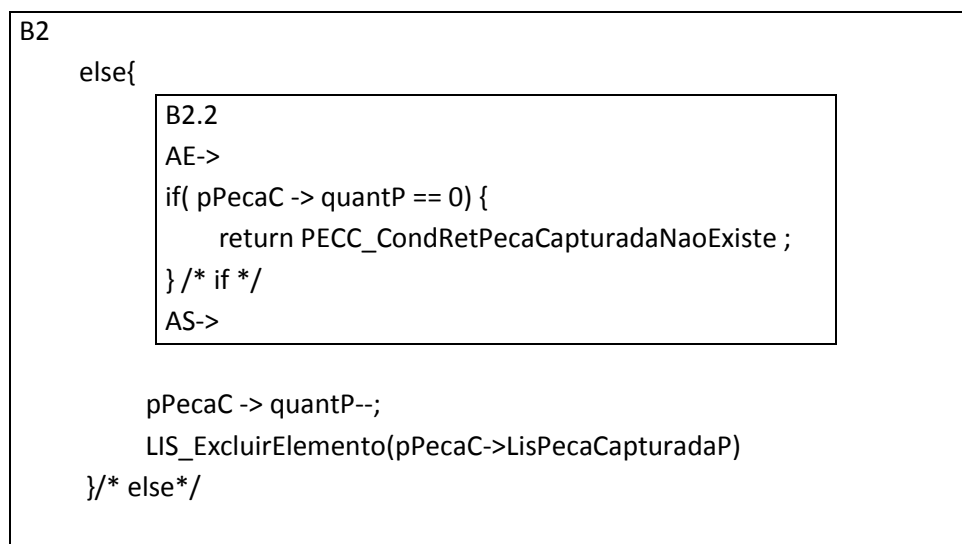 B2
else{
B2.2
AE->
if( pPecaC -> quantP == 0) {
return PECC_CondRetPecaCapturadaNaoExiste ;
} /* if */
AS->
pPecaC -> quantP--;
LIS_ExcluirElemento(pPecaC->LisPecaCapturadaP)
}/* else*/